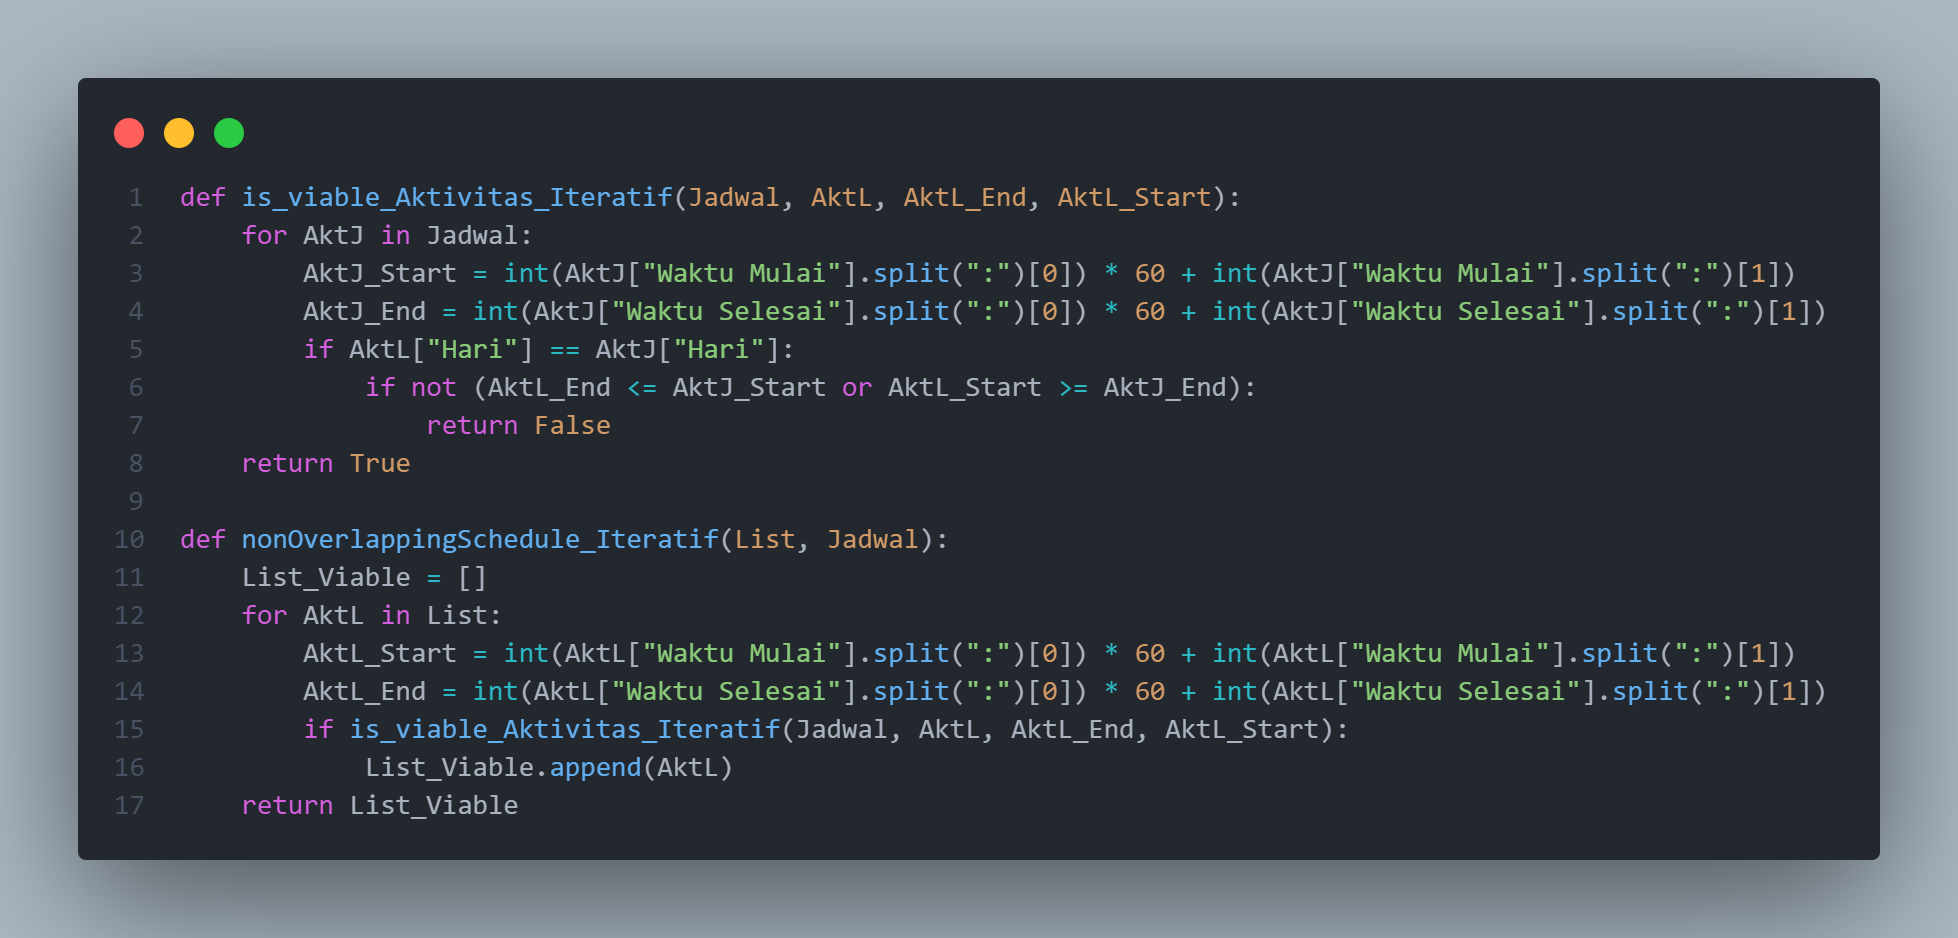 1 def is_viable_Aktivitas_Iteratif(Jadwal, AktL, AktL_End, AktL_Start):
2     for AktJ in Jadwal:
3         AktJ_Start = int(AktJ["Waktu Mulai"].split(":")[0]) * 60 + int(AktJ["Waktu Mulai"].split(":")[1])
4         AktJ_End = int(AktJ["Waktu Selesai"].split(":")[0]) * 60 + int(AktJ["Waktu Selesai"].split(":")[1])
5         if AktL["Hari"] == AktJ["Hari"]:
6             if not (AktL_End <= AktJ_Start or AktL_Start >= AktJ_End):
7                 return False
8     return True
9
10 def nonOverlappingSchedule_Iteratif(List, Jadwal):
11     List_Viable = []
12     for AktL in List:
13         AktL_Start = int(AktL["Waktu Mulai"].split(":")[0]) * 60 + int(AktL["Waktu Mulai"].split(":")[1])
14         AktL_End = int(AktL["Waktu Selesai"].split(":")[0]) * 60 + int(AktL["Waktu Selesai"].split(":")[1])
15         if is_viable_Aktivitas_Iteratif(Jadwal, AktL, AktL_End, AktL_Start):
16             List_Viable.append(AktL)
17     return List_Viable